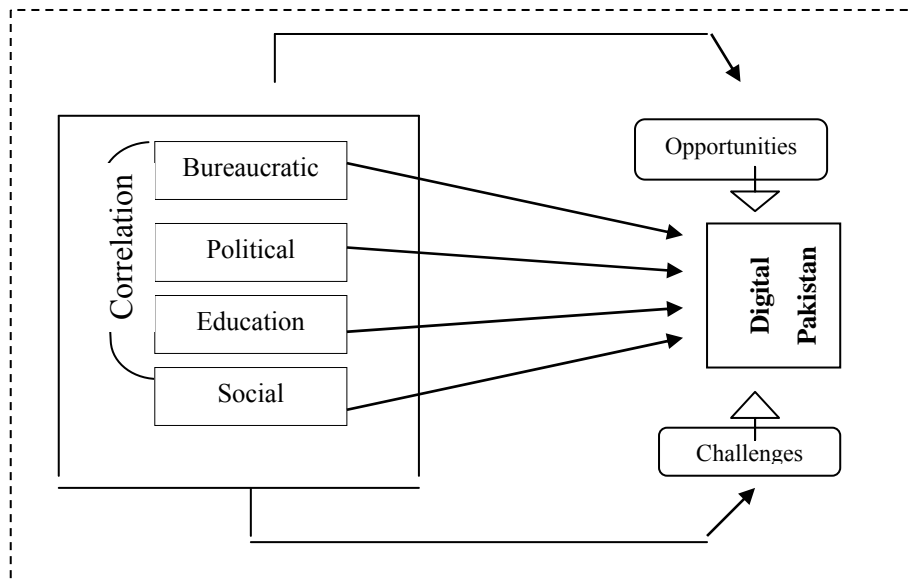 Opportunities
Bureaucratic
Correlation
Political
Education
Social
Digital
Pakistan
Challenges